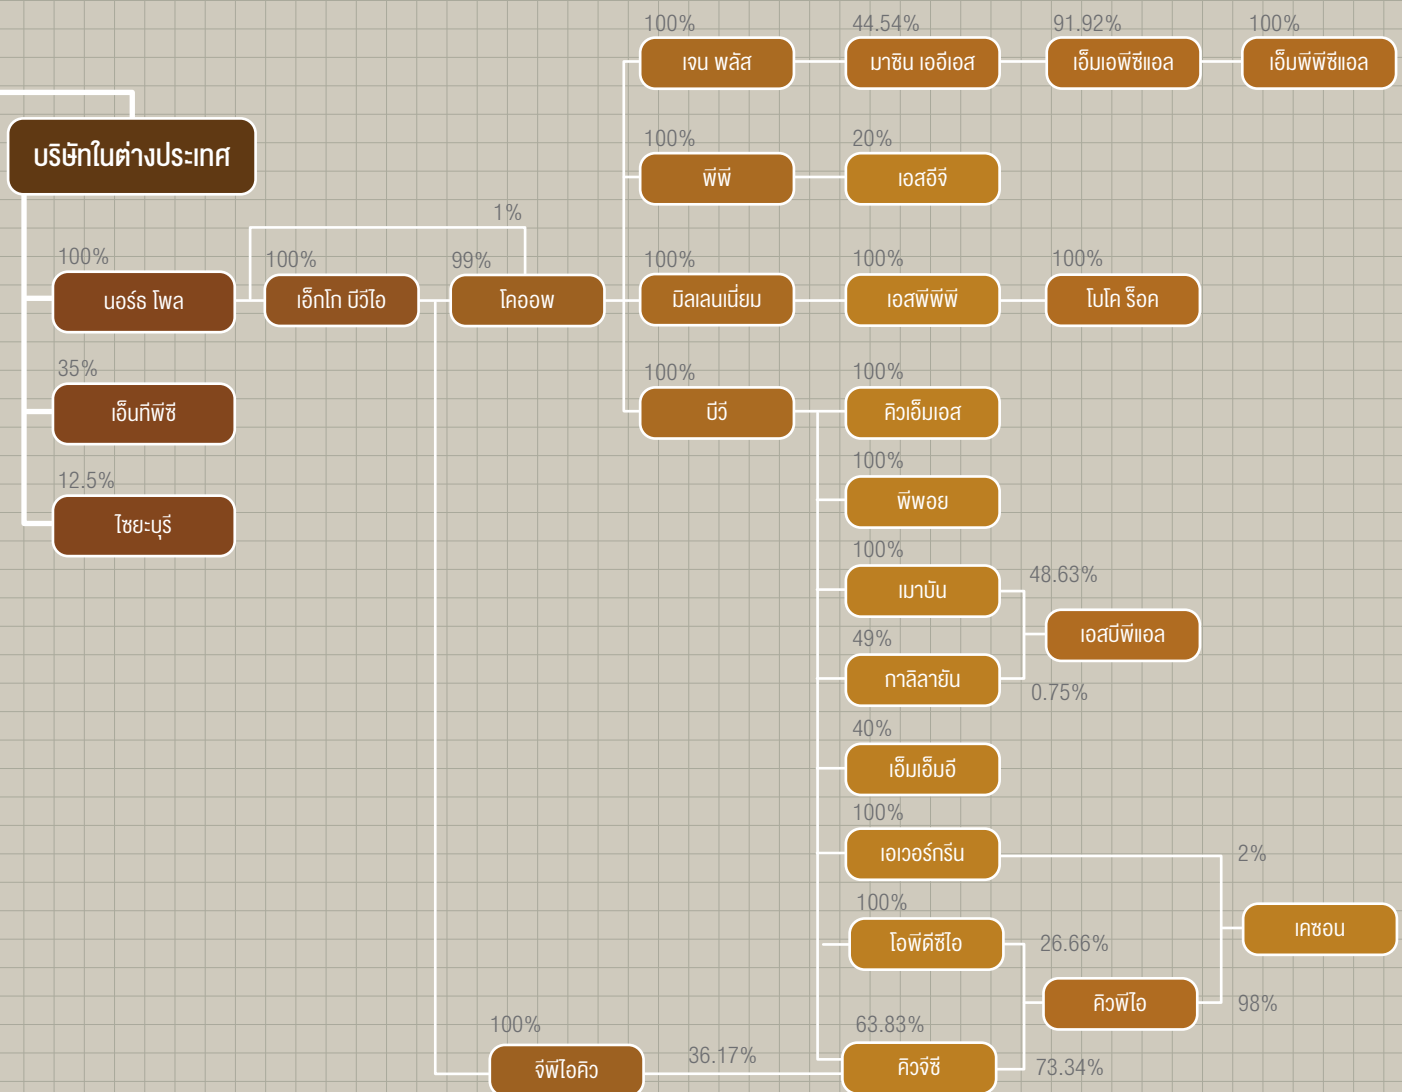 100%
เจน พลัส
44.54%
มาซิน เออีเอส
91.92%
เอ็มเอพีซีแอล
100%
เอ็มพีพีซีแอล
บริษัทในต่างประเทศ
100%
พีพี
20%
เอสอีจี
1%
100%
นอร์ธ โพล
100%
เอ็กโก บีวีไอ
99%
โคออพ
100%
มิลเลนเนี่ยม
100%
เอสพีพีพี
100%
โบโค ร็อค
35%
เอ็นทีพีซี
100%
บีวี
100%
คิวเอ็มเอส
12.5%
ไซยะบุรี
100%
พีพอย
100%
เมาบัน
48.63%
เอสบีพีแอล
49%
กาลิลายัน
0.75%
40%
เอ็มเอ็มอี
100%
เอเวอร์กรีน
2%
100%
โอพีดีซีไอ
26.66%
เคซอน
คิวพีไอ
98%
100%
จีพีไอคิว
36.17%
63.83%
คิวจีซี
73.34%